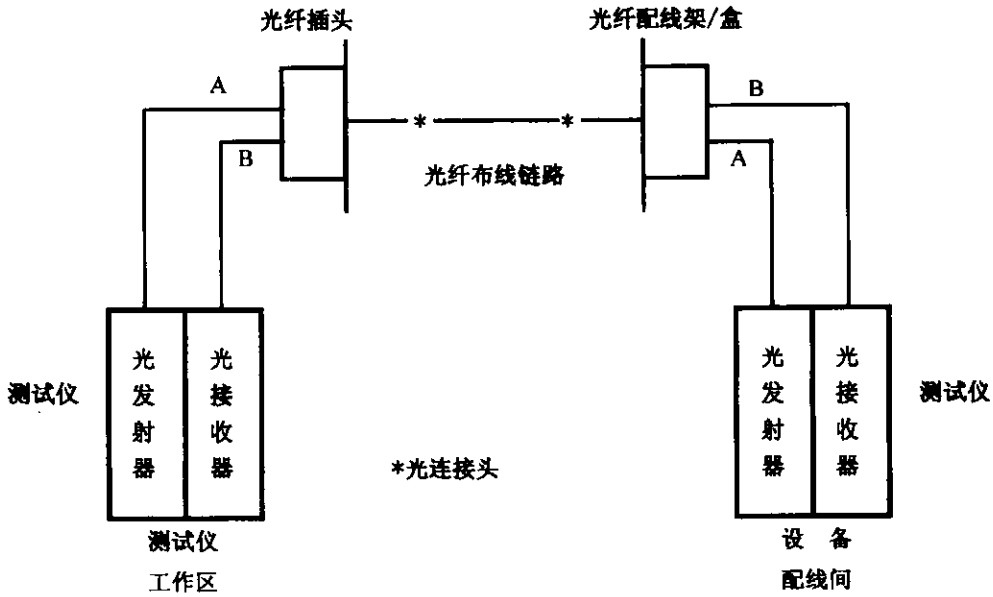 光纤插头
光纤配线架/盒
A
B
B
A
* *
光纤布线链路
测试仪
光发射器
光接收器
光发射器
光接收器
测试仪
*光连接头
测试仪
工作区
设 备
配线间